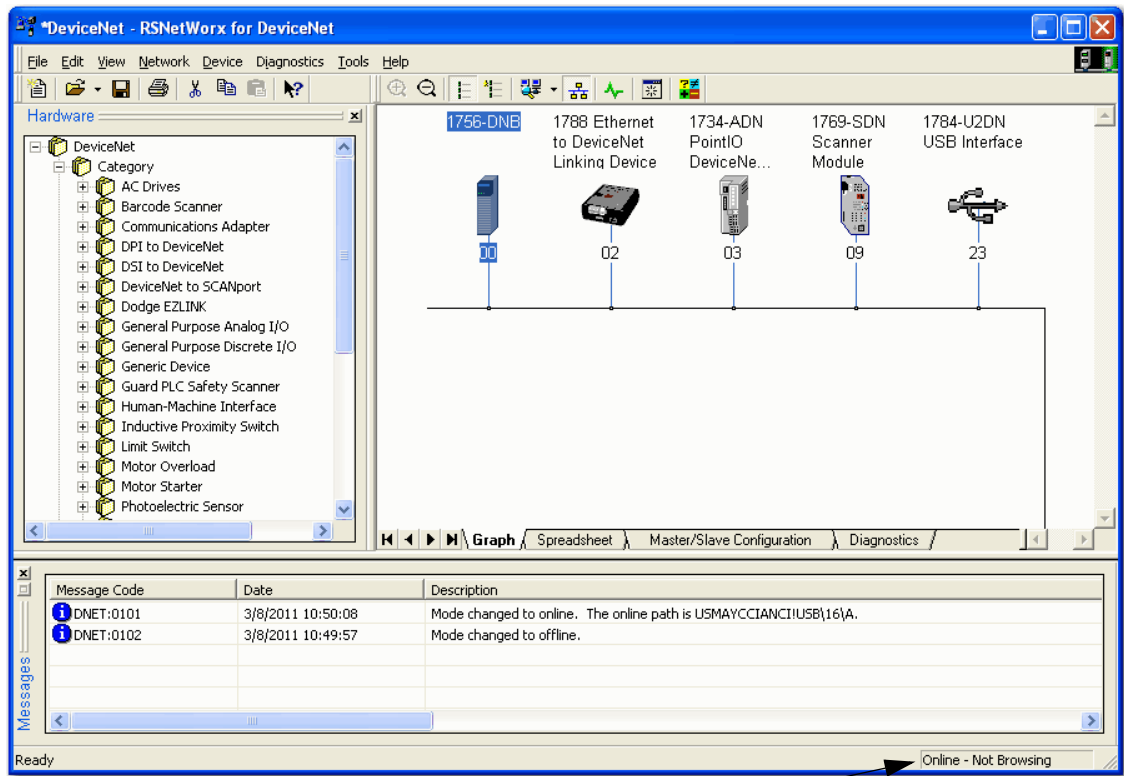 *DeviceNet - RSNetWorx for DeviceNet
File Edit View Network Device Diagnostics Tools Help
Hardware
DeviceNet
Category
AC Drives
Barcode Scanner
Communications Adapter
DPI to DeviceNet
DSI to DeviceNet
DeviceNet to SCANport
Dodge EZLINK
General Purpose Analog I/O
General Purpose Discrete I/O
Generic Device
Guard PLC Safety Scanner
Human-Machine Interface
Inductive Proximity Switch
Limit Switch
Motor Overload
Motor Starter
Photoelectric Sensor
1756-DNB
00
1788 Ethernet
to DeviceNet
Linking Device
02
1734-ADN
PointIO
DeviceNe...
03
1769-SDN
Scanner
Module
09
1784-U2DN
USB Interface
23
Graph Spreadsheet Master/Slave Configuration Diagnostics
Messages
Message Code Date Description
DNET:0101 3/8/2011 10:50:08 Mode changed to online. The online path is USMAYCCIANCI!USB\16\A.
DNET:0102 3/8/2011 10:49:57 Mode changed to offline.
Ready Online - Not Browsing